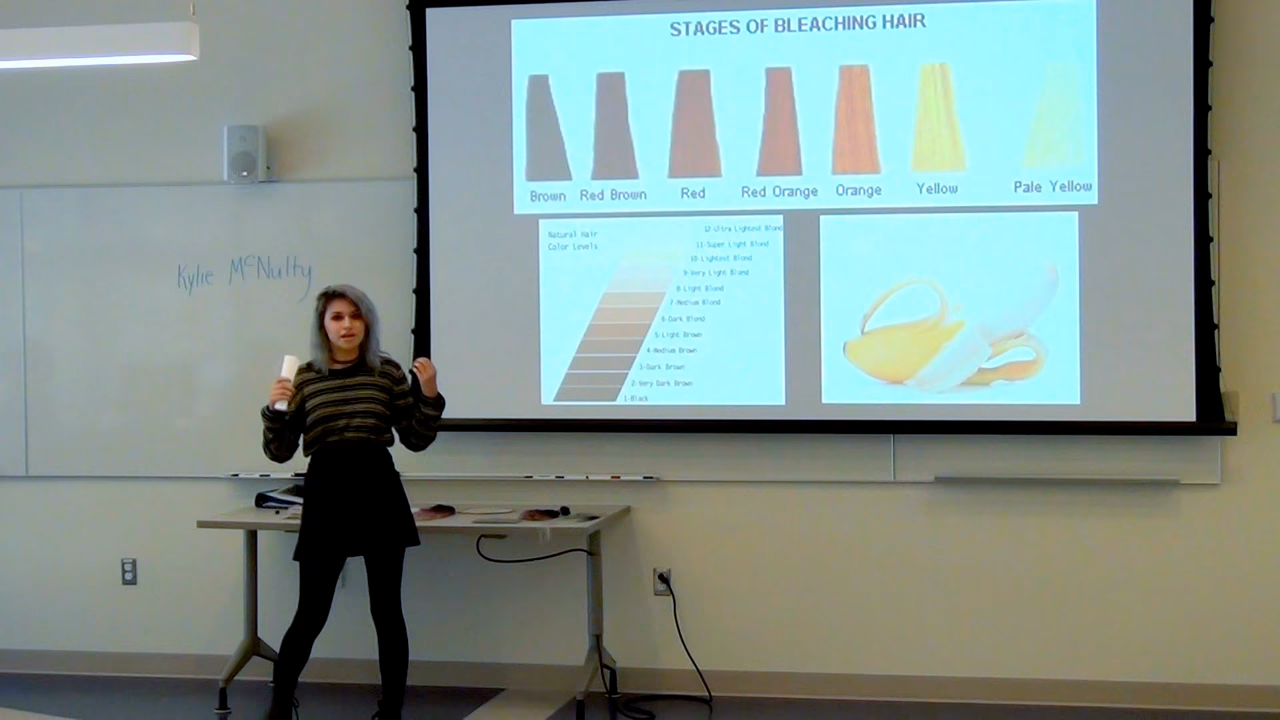 STAGES OF BLEACHING HAIR
Brown Red Brown Red Red Orange Orange Yellow Pale Yellow
Natural Hair
Color Levels
12-Ultra Lightest Blond
11-Super Light Blond
10-Lightest Blond
9-Very Light Blond
8-Light Blond
7-Medium Blond
6-Dark Blond
5-Light Brown
4-Medium Brown
3-Dark Brown
2-Very Dark Brown
1-Black
Kylie McNulty